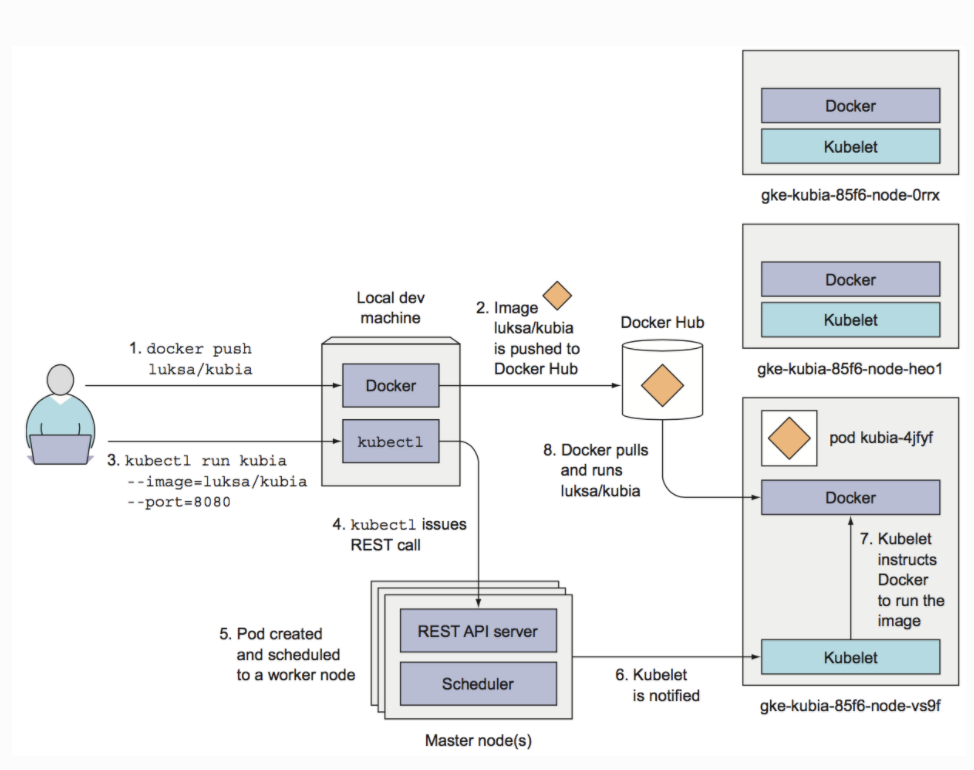 Docker
Kubelet
gke-kubia-85f6-node-0rrx
Docker
Kubelet
gke-kubia-85f6-node-heo1
Local dev
machine
1. docker push
luksa/kubia
Docker
kubectl
2. Image
luksa/kubia
is pushed to
Docker Hub
Docker Hub
3. kubectl run kubia
--image=luksa/kubia
--port=8080
4. kubectl issues
REST call
5. Pod created
and scheduled
to a worker node
REST API server
Scheduler
Master node(s)
6. Kubelet
is notified
8. Docker pulls
and runs
luksa/kubia
pod kubia-4jfyf
Docker
7. Kubelet
instructs
Docker
to run the
image
Kubelet
gke-kubia-85f6-node-vs9f